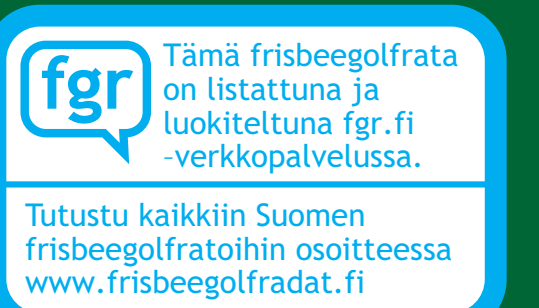 fgr
Tämä frisbeegolfrata
on listattuna ja
luokiteltuna fgr.fi
–verkkopalvelussa.
Tutustu kaikkiin Suomen
frisbeegolfratoihin osoitteessa
www.frisbeegolfradat.fi